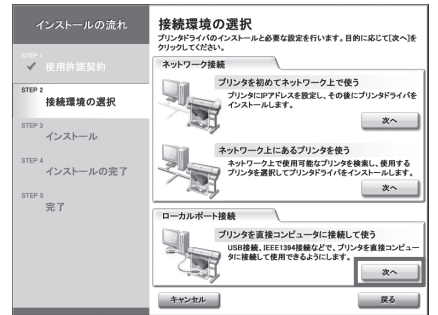 インストールの流れ
STEP 1
使用許諾契約
STEP 2
接続環境の選択
STEP 3
インストール
STEP 4
インストールの完了
STEP 5
完了
接続環境の選択
プリンタドライバのインストールと必要な設定を行います。目的に応じて[次へ]を
クリックしてください。
ネットワーク接続
プリンタを初めてネットワーク上で使う
プリンタにIPアドレスを設定し、その後にプリンタドライバを
インストールします。
次へ
ネットワーク上にあるプリンタを使う
ネットワーク上で使用可能なプリンタを検索し、使用する
プリンタを選択してプリンタドライバをインストールします。
次へ
ローカルポート接続
プリンタを直接コンピュータに接続して使う
USB接続、IEEE1394接続などで、プリンタを直接コンピュー
タに接続して使用できるようにします。
次へ
キャンセル
戻る